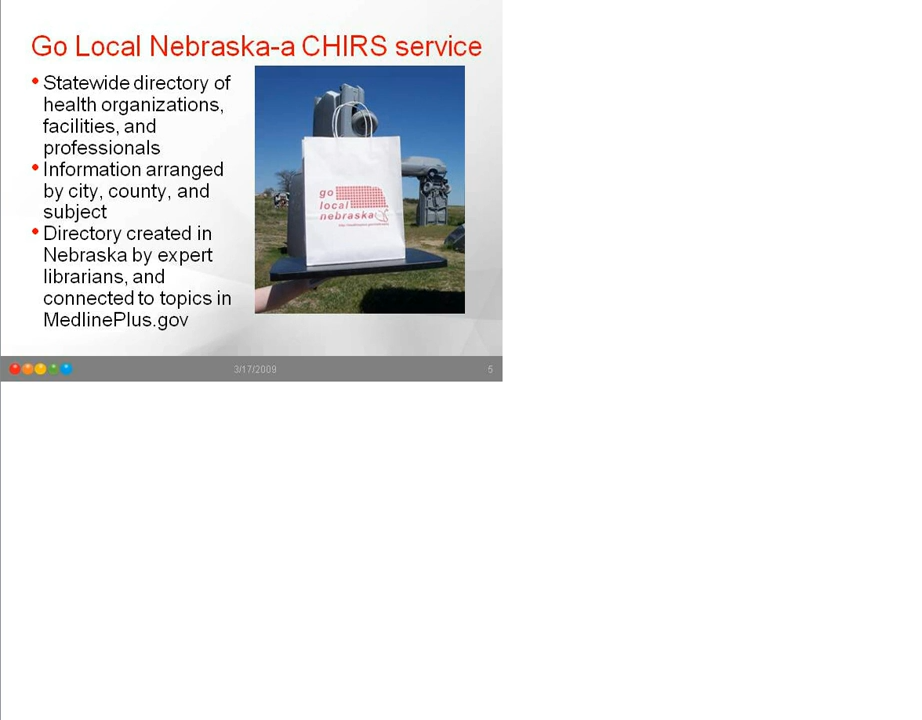 Go Local Nebraska-a CHIRS service
• Statewide directory of
health organizations,
facilities, and
professionals
• Information arranged
by city, county, and
subject
• Directory created in
Nebraska by expert
librarians, and
connected to topics in
MedlinePlus.gov
go
local
nebraska
3/17/2009
5